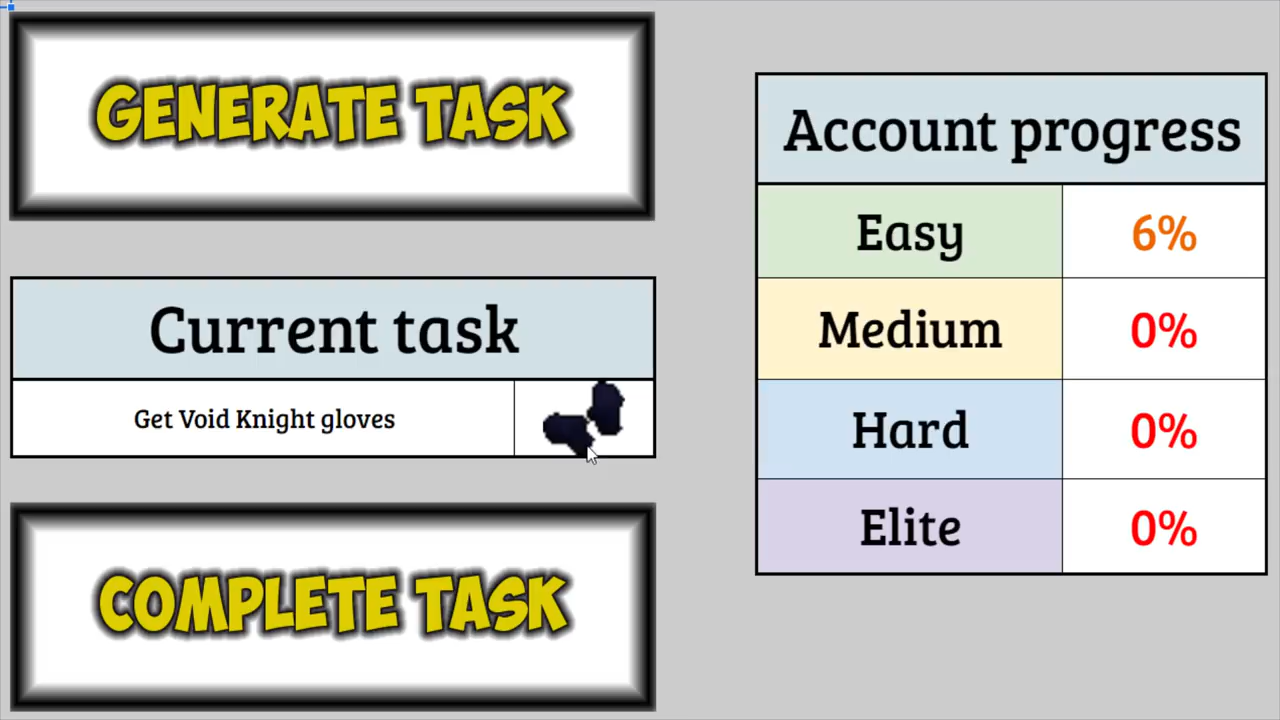 GENERATE TASK
Current task
Get Void Knight gloves
COMPLETE TASK
Account progress
Easy 6%
Medium 0%
Hard 0%
Elite 0%